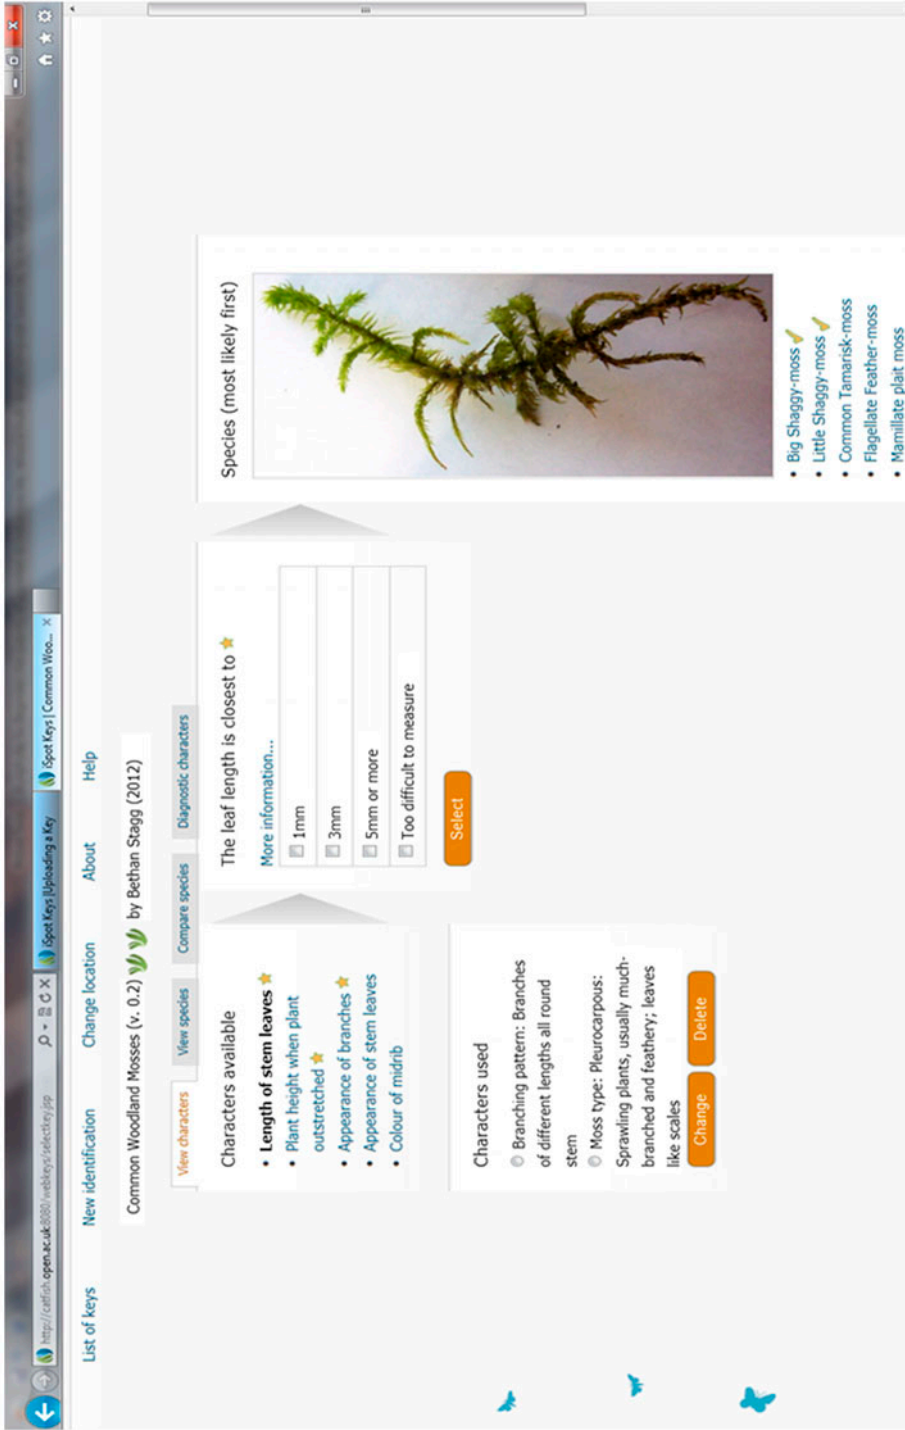 http://catfish.open.ac.uk:8080/webkeys/selectkey.jsp
iSpot Keys |Uploading a Key
iSpot Keys | Common Woo...
List of keys
New identification
Change location
About
Help
Common Woodland Mosses (v. 0.2) by Bethan Stagg (2012)
View characters
View species
Compare species
Diagnostic characters
Characters available
• Length of stem leaves
• Plant height when plant
outstretched
• Appearance of branches
• Appearance of stem leaves
• Colour of midrib
Characters used
Branching pattern: Branches
of different lengths all round
stem
Moss type: Pleurocarpous:
Sprawling plants, usually much-
branched and feathery; leaves
like scales
Change
Delete
The leaf length is closest to
More information...
1mm
3mm
5mm or more
Too difficult to measure
Select
Species (most likely first)
• Big Shaggy-moss
• Little Shaggy-moss
• Common Tamarisk-moss
• Flagellate Feather-moss
• Mamillate plait moss